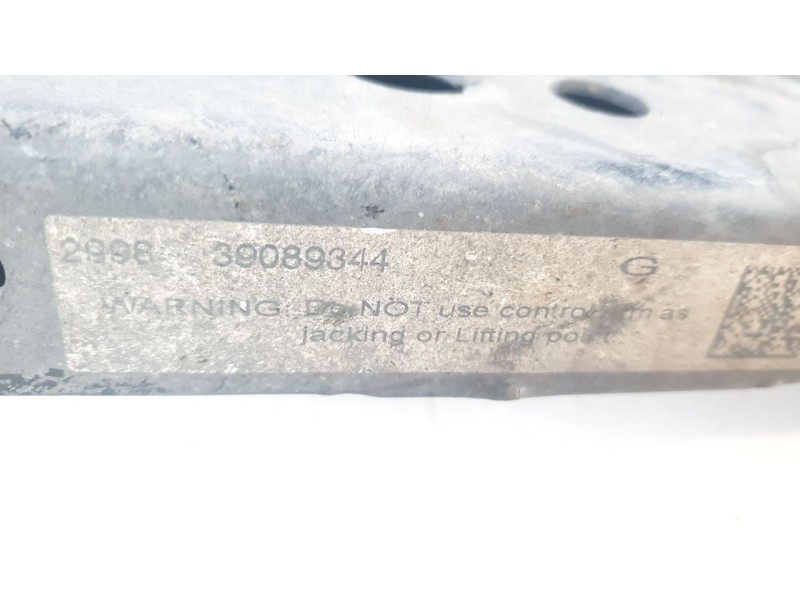 2998 39089344 G
WARNING: Do NOT use control arm as
jacking or Lifting point